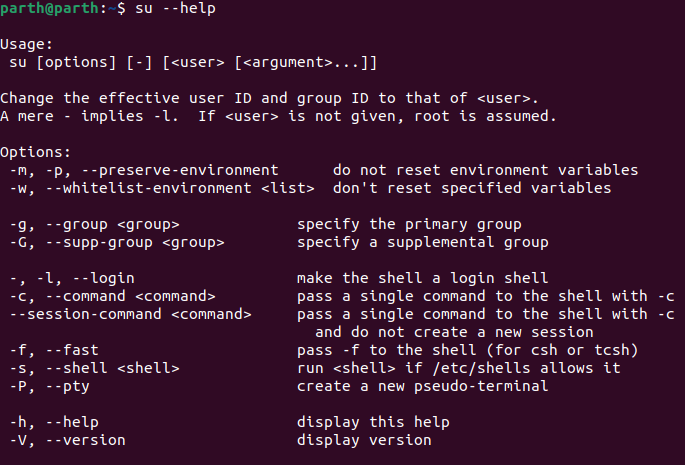 parth@parth:~$ su --help
Usage:
su [options] [-] [<user> [<argument>...]]
Change the effective user ID and group ID to that of <user>.
A mere - implies -l.  If <user> is not given, root is assumed.
Options:
-m, -p, --preserve-environment      do not reset environment variables
-w, --whitelist-environment <list>  don't reset specified variables
-g, --group <group>             specify the primary group
-G, --supp-group <group>        specify a supplemental group
-, -l, --login                  make the shell a login shell
-c, --command <command>         pass a single command to the shell with -c
--session-command <command>     pass a single command to the shell with -c
and do not create a new session
-f, --fast                      pass -f to the shell (for csh or tcsh)
-s, --shell <shell>             run <shell> if /etc/shells allows it
-P, --pty                       create a new pseudo-terminal
-h, --help                      display this help
-V, --version                   display version